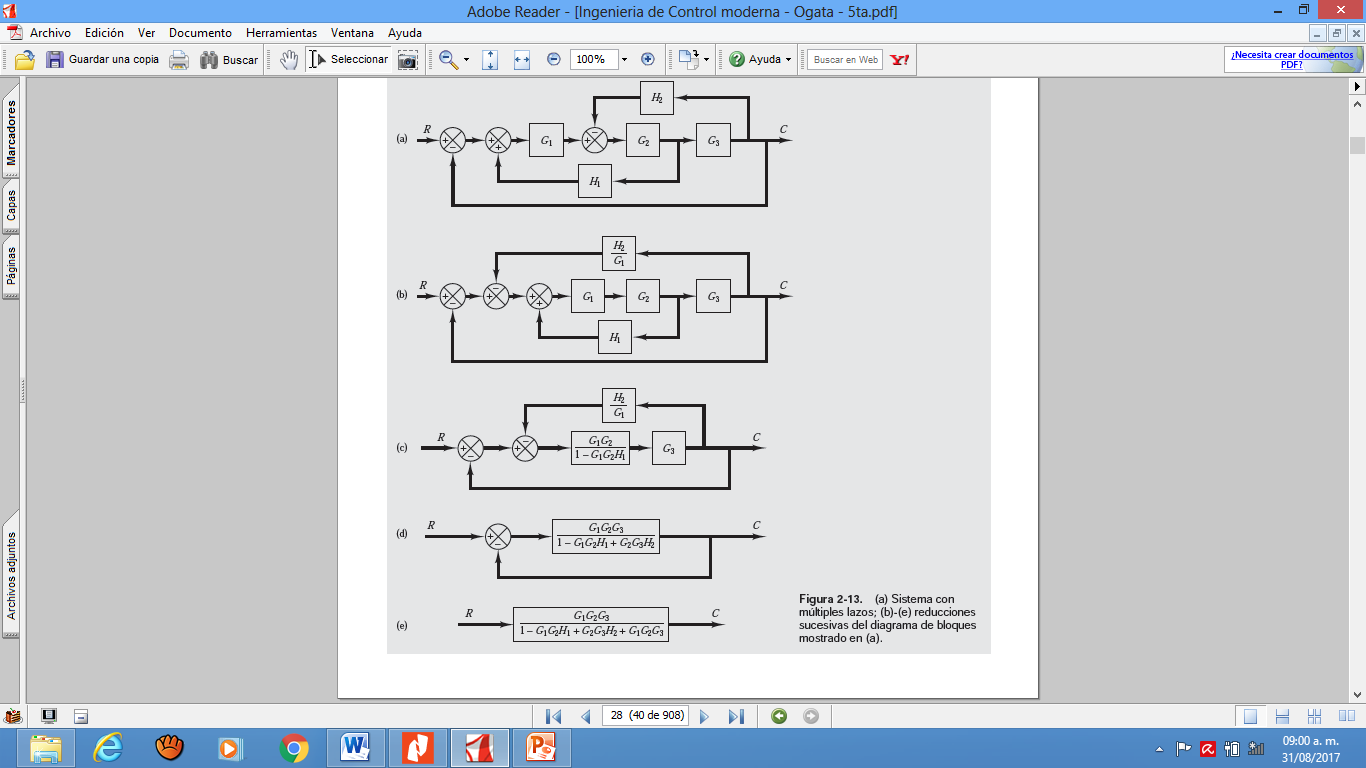 Adobe Reader - [Ingenieria de Control moderna - Ogata - 5ta.pdf]
Archivo Edición Ver Documento Herramientas Ventana Ayuda
Guardar una copia Buscar Seleccionar 100% Ayuda Buscar en Web Y!
¿Necesita crear documentos
PDF?
Marcadores
Capas
Páginas
Archivos adjuntos
H2
(a) R + − + + G1 − + G2 G3 C
H1
H2
G1
(b) R + − + − + + G1 G2 G3 C
H1
H2
G1
(c) R + − + − G1G2 G3 C
1 − G1G2H1
(d) R + − G1G2G3 C
1 − G1G2H1 + G2G3H2
(e) R G1G2G3 C
1 − G1G2H1 + G2G3H2 + G1G2G3
Figura 2-13. (a) Sistema con
múltiples lazos; (b)-(e) reducciones
sucesivas del diagrama de bloques
mostrado en (a).
28 (40 de 908)
09:00 a. m.
31/08/2017